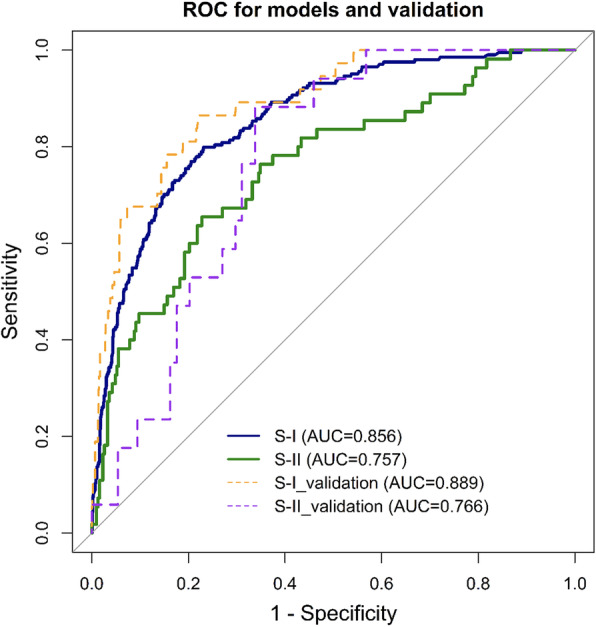 ROC for models and validation
Sensitivity
1.0
0.8
0.6
0.4
0.2
0.0
S-I (AUC=0.856)
S-II (AUC=0.757)
S-I_validation (AUC=0.889)
S-II_validation (AUC=0.766)
0.0 0.2 0.4 0.6 0.8 1.0
1 - Specificity